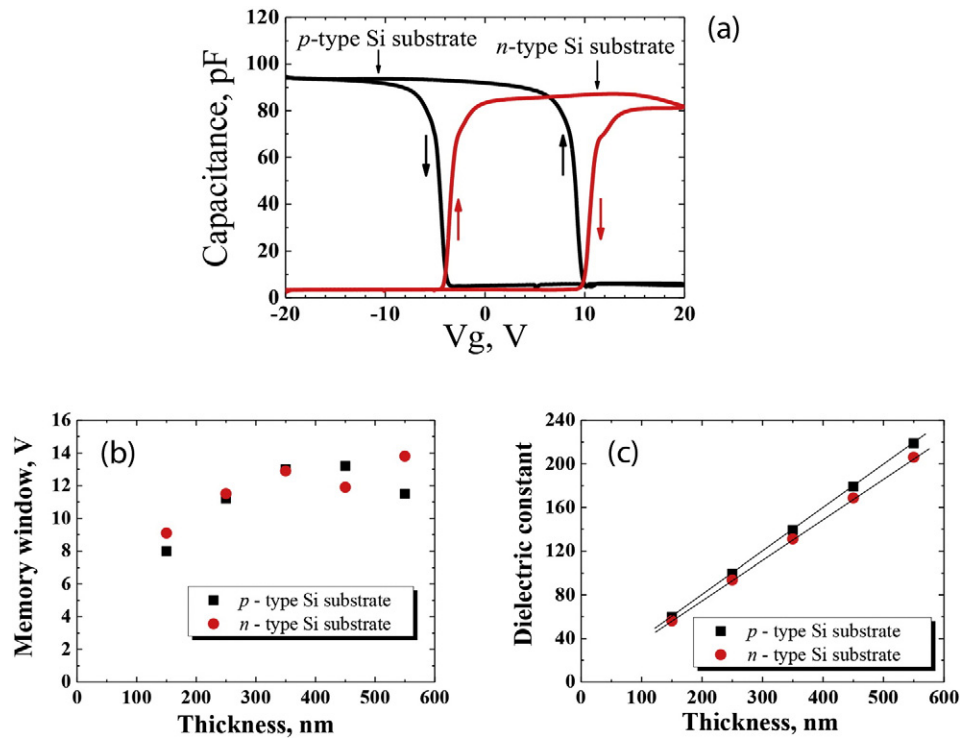 (a)
p-type Si substrate
n-type Si substrate
Capacitance, pF
120
100
80
60
40
20
0
-20 -10 0 10 20
Vg, V
(b)
Memory window, V
16
14
12
10
8
6
4
2
0
p - type Si substrate
n - type Si substrate
0 100 200 300 400 500 600
Thickness, nm
(c)
Dielectric constant
240
200
160
120
80
40
0
p - type Si substrate
n - type Si substrate
0 100 200 300 400 500 600
Thickness, nm